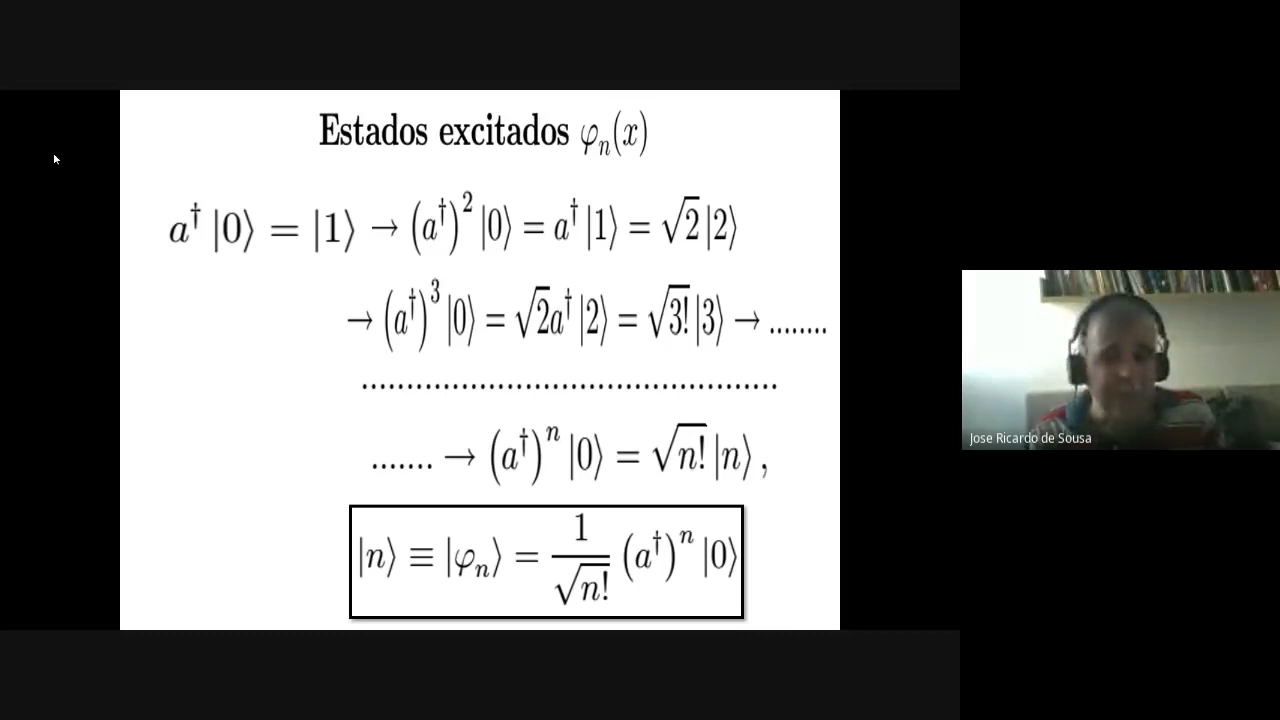 Estados excitados φₙ(x)
a† |0⟩ = |1⟩ → (a†)² |0⟩ = a† |1⟩ = √2 |2⟩
→ (a†)³ |0⟩ = √2 a† |2⟩ = √3! |3⟩ → ........
..............................................
....... → (a†)ⁿ |0⟩ = √n! |n⟩ ,
|n⟩ ≡ |φₙ⟩ = 1/√n! (a†)ⁿ |0⟩
Jose Ricardo de Sousa